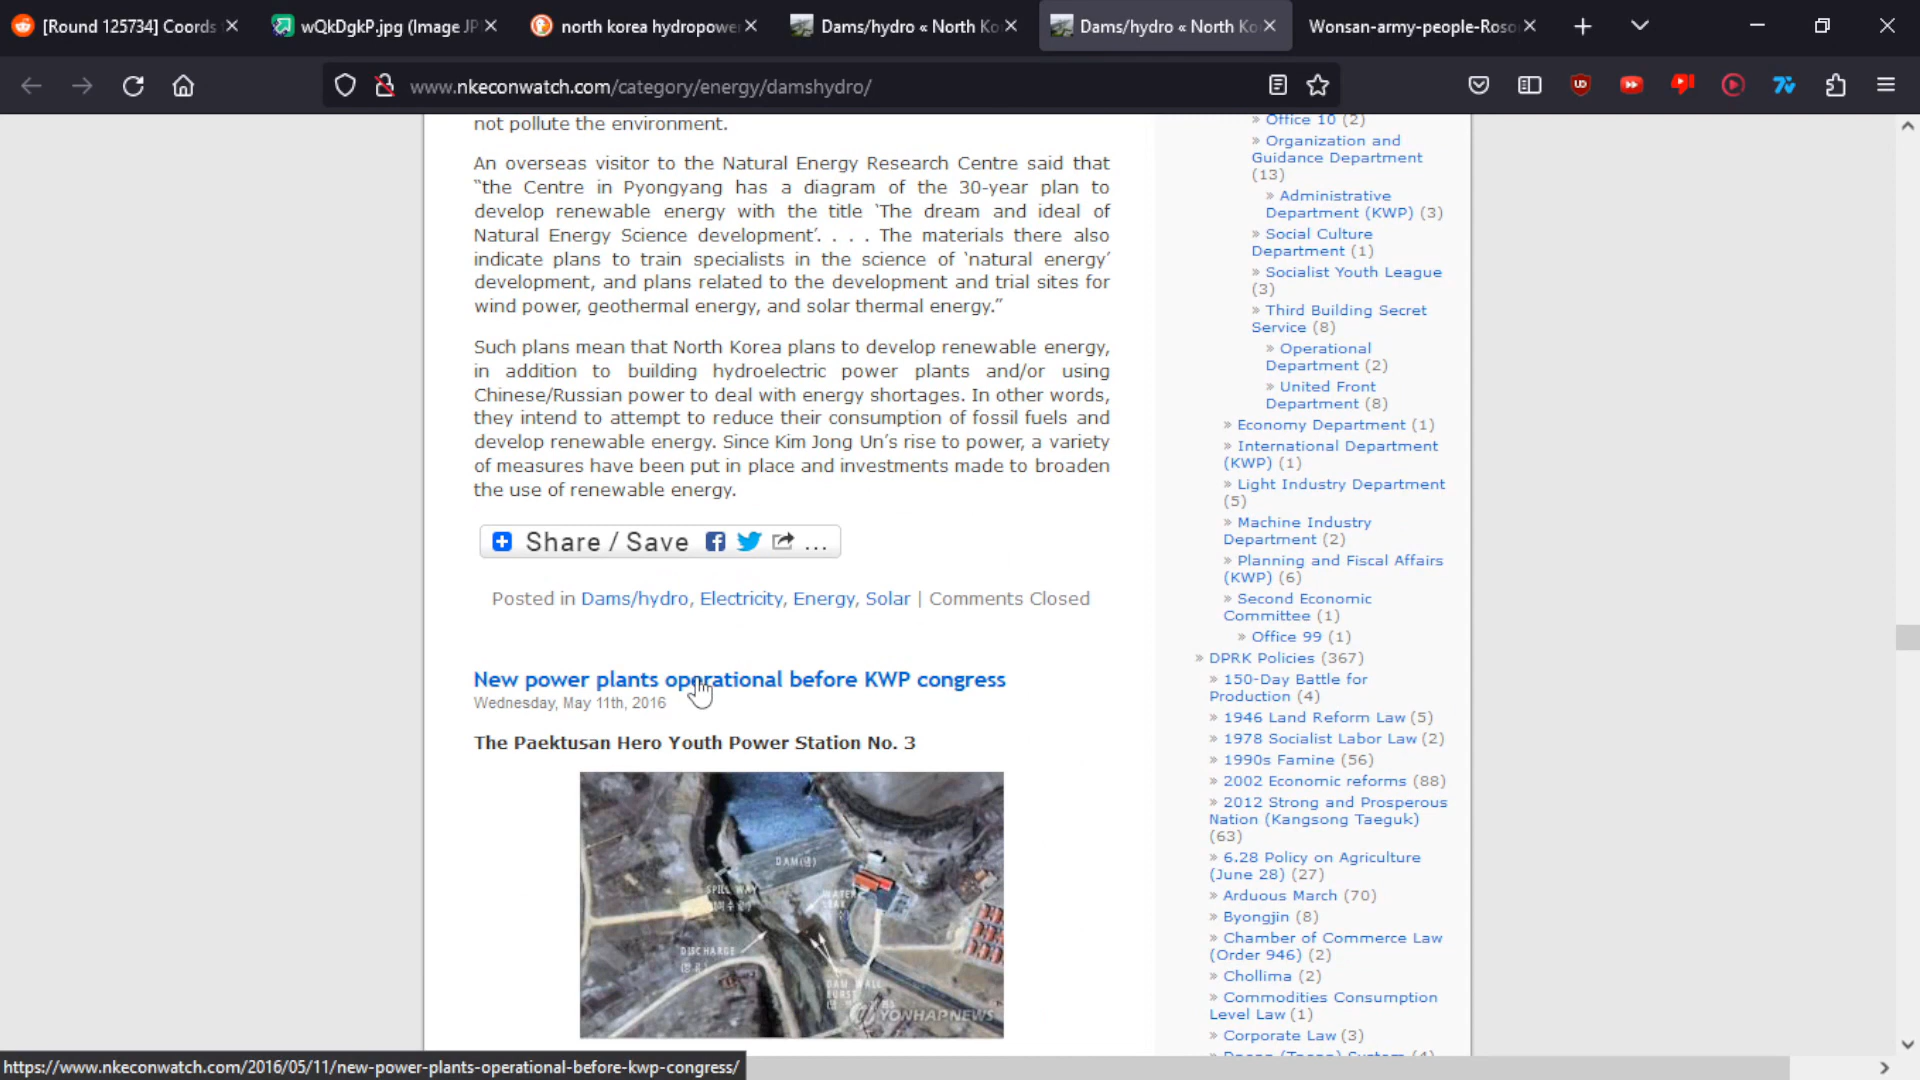 [Round 125734] Coords
wQkDgkP.jpg (Image JP
north korea hydropowe
Dams/hydro « North Ko
Dams/hydro « North Ko
Wonsan-army-people-Roso
www.nkeconwatch.com/category/energy/damshydro/
not pollute the environment.
An overseas visitor to the Natural Energy Research Centre said that
“the Centre in Pyongyang has a diagram of the 30-year plan to
develop renewable energy with the title ‘The dream and ideal of
Natural Energy Science development’. . . . The materials there also
indicate plans to train specialists in the science of ‘natural energy’
development, and plans related to the development and trial sites for
wind power, geothermal energy, and solar thermal energy.”
Such plans mean that North Korea plans to develop renewable energy,
in addition to building hydroelectric power plants and/or using
Chinese/Russian power to deal with energy shortages. In other words,
they intend to attempt to reduce their consumption of fossil fuels and
develop renewable energy. Since Kim Jong Un’s rise to power, a variety
of measures have been put in place and investments made to broaden
the use of renewable energy.
Share / Save ...
Posted in Dams/hydro, Electricity, Energy, Solar | Comments Closed
New power plants operational before KWP congress
Wednesday, May 11th, 2016
The Paektusan Hero Youth Power Station No. 3
DAM(댐)
SPILL WAY
WATER
LEAK
DISCHARGE
DAM WALL
BURST
YONHAPNEWS
» Office 10 (2)
» Organization and
Guidance Department
(13)
» Administrative
Department (KWP) (3)
» Social Culture
Department (1)
» Socialist Youth League
(3)
» Third Building Secret
Service (8)
» Operational
Department (2)
» United Front
Department (8)
» Economy Department (1)
» International Department
(KWP) (1)
» Light Industry Department
(5)
» Machine Industry
Department (2)
» Planning and Fiscal Affairs
(KWP) (6)
» Second Economic
Committee (1)
» Office 99 (1)
» DPRK Policies (367)
» 150-Day Battle for
Production (4)
» 1946 Land Reform Law (5)
» 1978 Socialist Labor Law (2)
» 1990s Famine (56)
» 2002 Economic reforms (88)
» 2012 Strong and Prosperous
Nation (Kangsong Taeguk)
(63)
» 6.28 Policy on Agriculture
(June 28) (27)
» Arduous March (70)
» Byongjin (8)
» Chamber of Commerce Law
(Order 946) (2)
» Chollima (2)
» Commodities Consumption
Level Law (1)
» Corporate Law (3)
https://www.nkeconwatch.com/2016/05/11/new-power-plants-operational-before-kwp-congress/